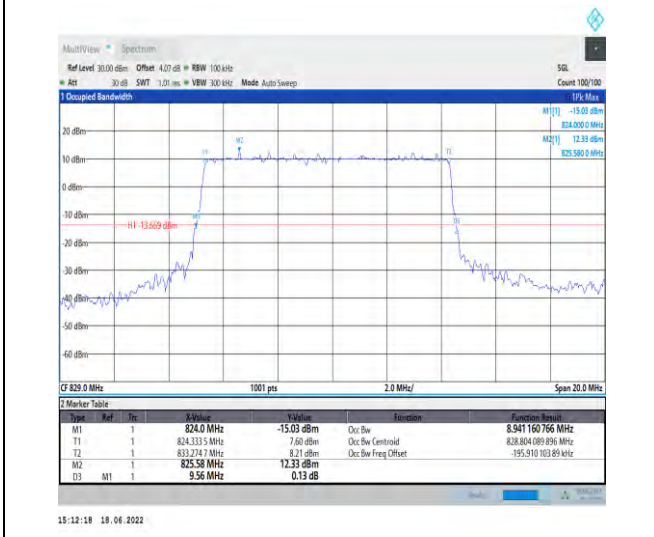 MultiView Spectrum
Ref Level 30.00 dBm Offset 4.07 dB RBW 100 kHz SGL
Att 30 dB SWT 1.01 ms VBW 300 kHz Mode Auto Sweep Count 100/100
1 Occupied Bandwidth 1Pk Max
M1[1] -15.03 dBm
824.000 0 MHz
M2[1] 12.33 dBm
825.580 0 MHz
20 dBm
M2
T1 T2
10 dBm
0 dBm
-10 dBm
H1 -13.669 dBm
-20 dBm
-30 dBm
-40 dBm
-50 dBm
-60 dBm
CF 829.0 MHz 1001 pts 2.0 MHz/ Span 20.0 MHz
2 Marker Table
Type Ref Trc X-Value Y-Value Function Function Result
M1 1 824.0 MHz -15.03 dBm Occ Bw 8.941 160 766 MHz
T1 1 824.333 5 MHz 7.60 dBm Occ Bw Centroid 828.804 089 896 MHz
T2 1 833.274 7 MHz 8.21 dBm Occ Bw Freq Offset -195.910 103 89 kHz
M2 1 825.58 MHz 12.33 dBm
D3 M1 1 9.56 MHz 0.13 dB
15:12:18 18.06.2022